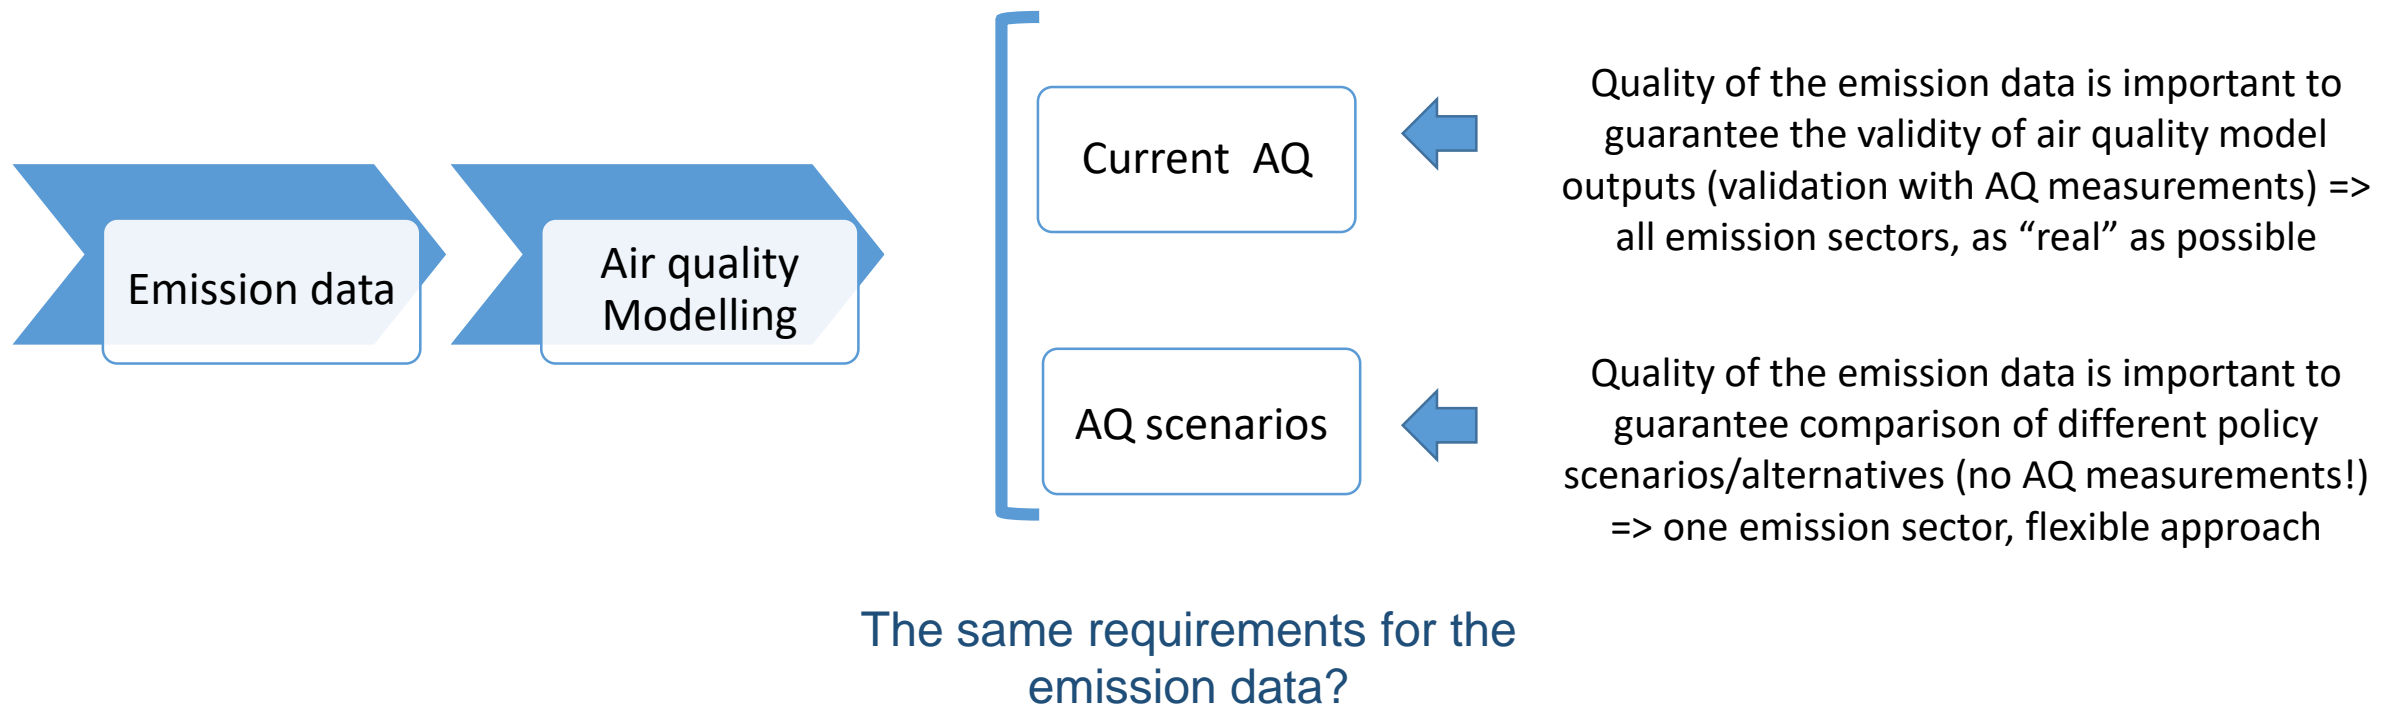 Emission data
Air quality
Modelling
Current AQ
Quality of the emission data is important to
guarantee the validity of air quality model
outputs (validation with AQ measurements) =>
all emission sectors, as “real” as possible
AQ scenarios
Quality of the emission data is important to
guarantee comparison of different policy
scenarios/alternatives (no AQ measurements!)
=> one emission sector, flexible approach
The same requirements for the
emission data?